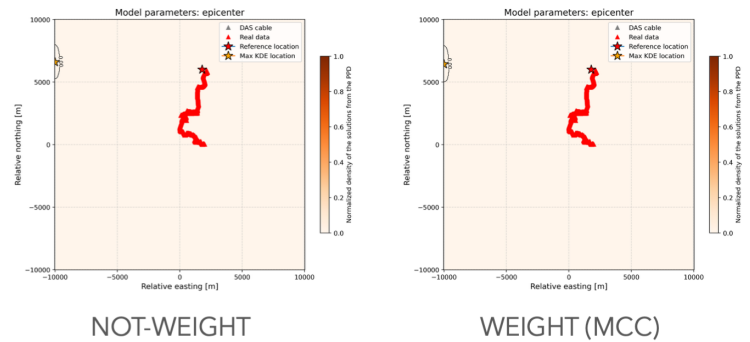 Model parameters: epicenter
DAS cable
Real data
Reference location
Max KDE location
10000
5000
0
−5000
−10000
−10000
−5000
0
5000
10000
Relative northing [m]
Relative easting [m]
1.0
0.8
0.6
0.4
0.2
0.0
Normalized density of the solutions from the PPD
NOT-WEIGHT
Model parameters: epicenter
DAS cable
Real data
Reference location
Max KDE location
10000
5000
0
−5000
−10000
−10000
−5000
0
5000
10000
Relative northing [m]
Relative easting [m]
1.0
0.8
0.6
0.4
0.2
0.0
Normalized density of the solutions from the PPD
WEIGHT (MCC)